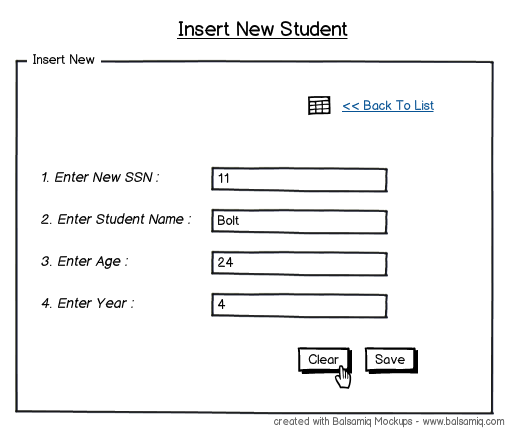 Insert New Student
Insert New
<< Back To List
1. Enter New SSN : 11
2. Enter Student Name : Bolt
3. Enter Age : 24
4. Enter Year : 4
Clear Save
created with Balsamiq Mockups - www.balsamiq.com